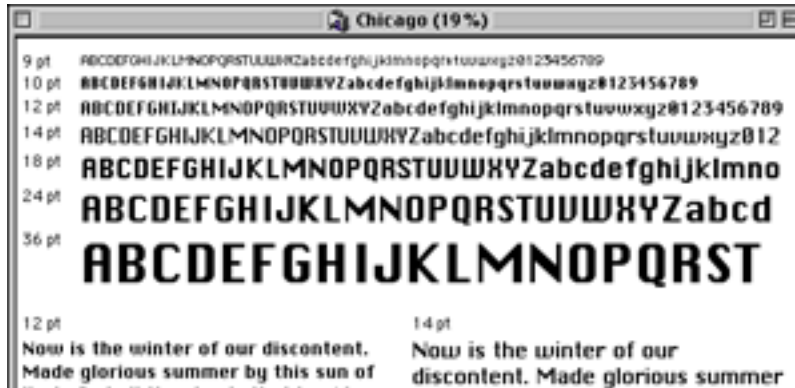 Chicago (19%)
9 pt ABCDEFGHIJKLMNOPQRSTUVWXYZabcdefghijklmnopqrstuvwxyz0123456789
10 pt ABCDEFGHIJKLMNOPQRSTUVWXYZabcdefghijklmnopqrstuvwxyz0123456789
12 pt ABCDEFGHIJKLMNOPQRSTUVWXYZabcdefghijklmnopqrstuvwxyz0123456789
14 pt ABCDEFGHIJKLMNOPQRSTUVWXYZabcdefghijklmnopqrstuvwxyz012
18 pt ABCDEFGHIJKLMNOPQRSTUVWXYZabcdefghijklmno
24 pt ABCDEFGHIJKLMNOPQRSTUVWXYZabcd
36 pt ABCDEFGHIJKLMNOPQRST
12 pt
Now is the winter of our discontent.
Made glorious summer by this sun of
14 pt
Now is the winter of our
discontent. Made glorious summer